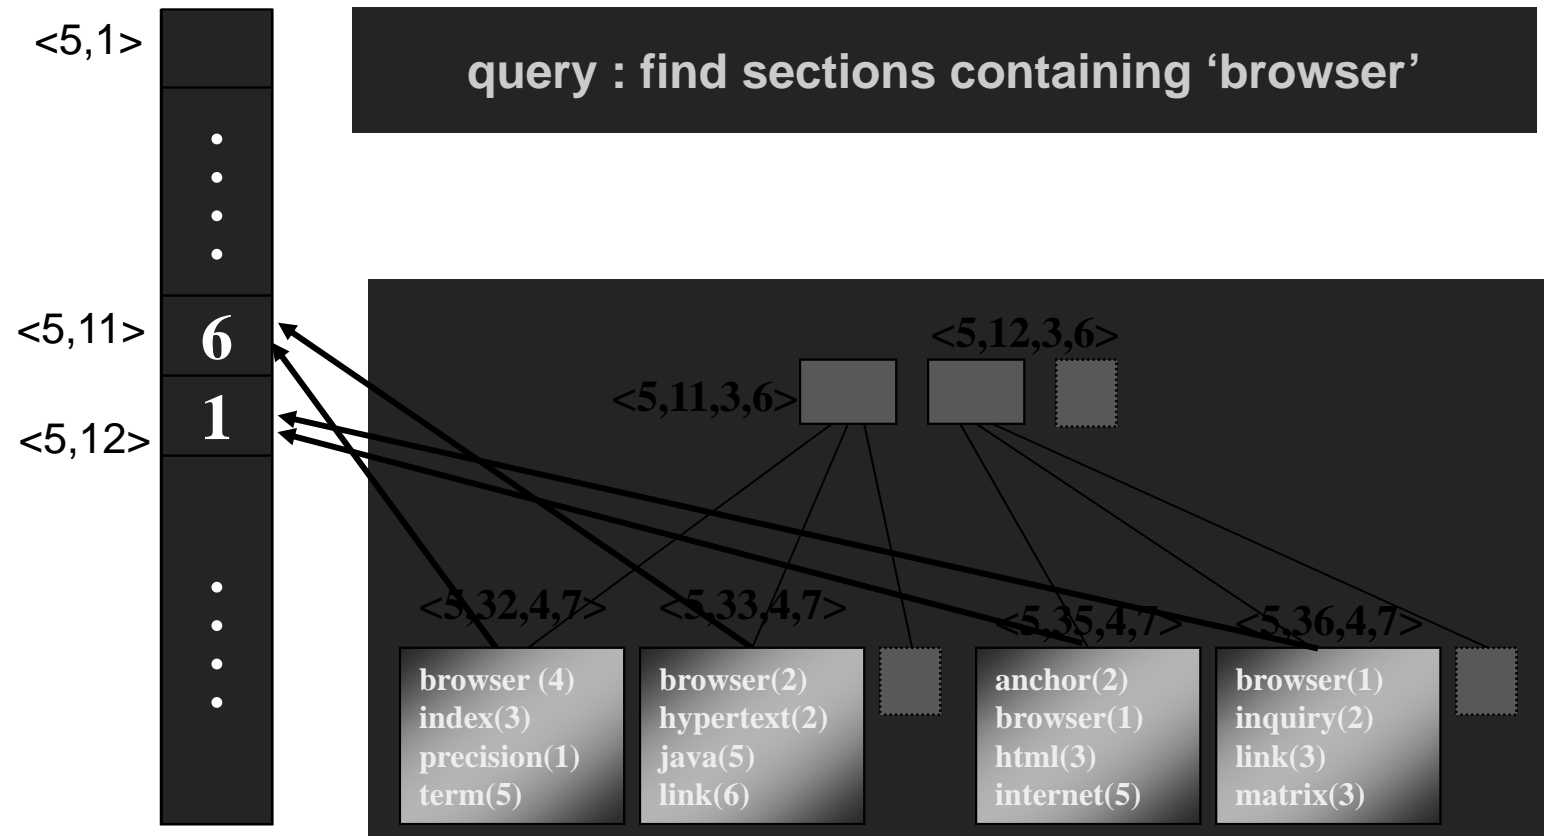 <5,1>
query : find sections containing ‘browser’
<5,11>
6
<5,12,3,6>
<5,11,3,6>
1
<5,12>
<5,32,4,7>
<5,33,4,7>
<5,35,4,7>
<5,36,4,7>
browser (4)
index(3)
precision(1)
term(5)
browser(2)
hypertext(2)
java(5)
link(6)
anchor(2)
browser(1)
html(3)
internet(5)
browser(1)
inquiry(2)
link(3)
matrix(3)